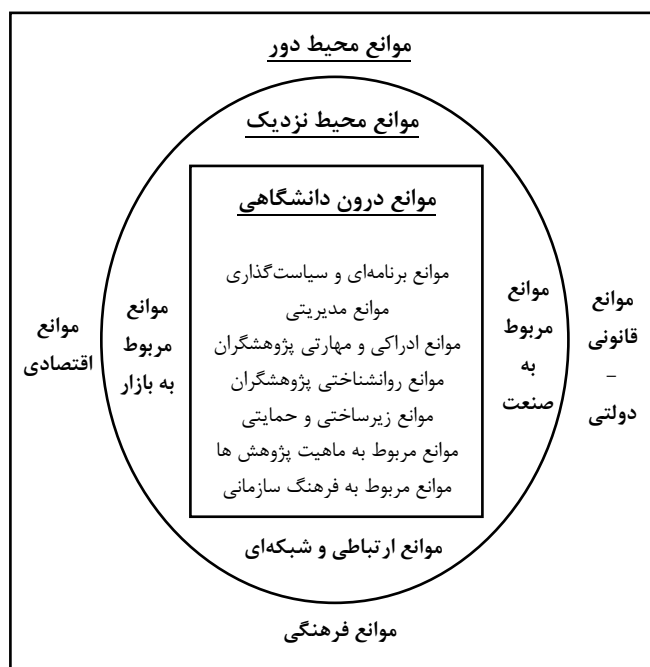 موانع محیط دور
موانع محیط نزدیک
موانع درون دانشگاهی
موانع برنامه‌ای و سیاست‌گذاری
موانع مدیریتی
موانع ادراکی و مهارتی پژوهشگران
موانع روانشناختی پژوهشگران
موانع زیرساختی و حمایتی
موانع مربوط به ماهیت پژوهش ها
موانع مربوط به فرهنگ سازمانی
موانع
قانونی
–
دولتی
موانع
مربوط
به
صنعت
موانع
مربوط
به بازار
موانع
اقتصادی
موانع ارتباطی و شبکه‌ای
موانع فرهنگی